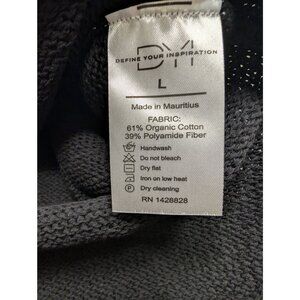 DYI
DEFINE YOUR INSPIRATION
L
Made in Mauritius
FABRIC:
61% Organic Cotton
39% Polyamide Fiber
Handwash
Do not bleach
Dry flat
Iron on low heat
Dry cleaning
RN 1428828